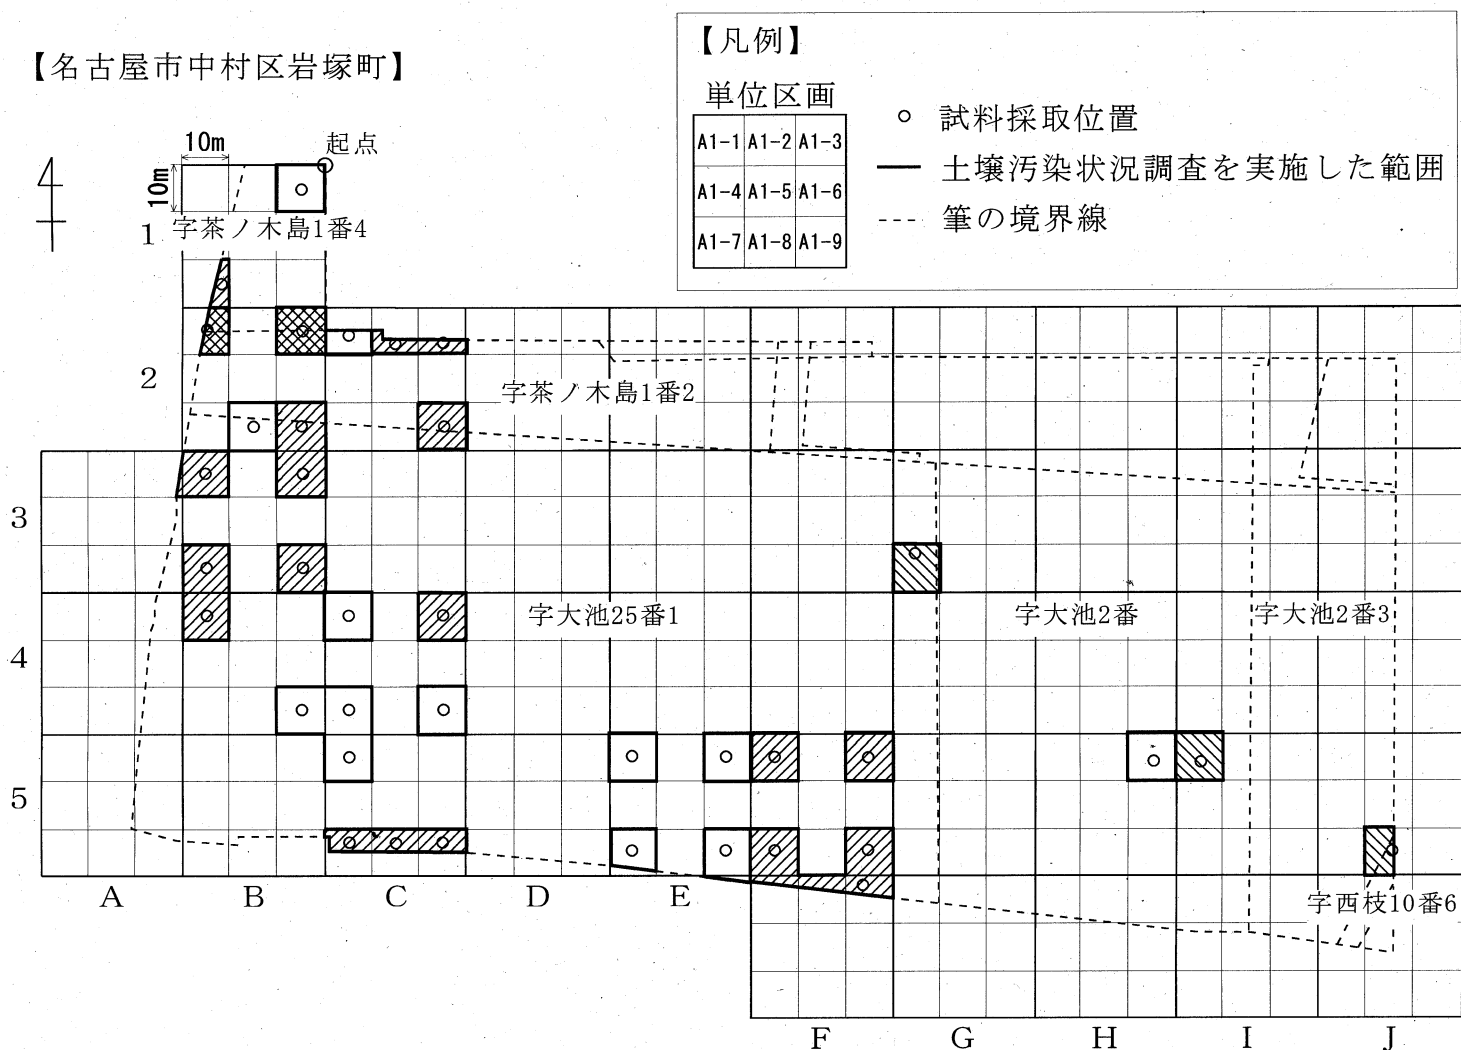 【名古屋市中村区岩塚町】
【凡例】
単位区画
A1-1 A1-2 A1-3
A1-4 A1-5 A1-6
A1-7 A1-8 A1-9
試料採取位置
土壌汚染状況調査を実施した範囲
筆の境界線
10m
起点
10m
字茶ノ木島1番4
1
2
字茶ノ木島1番2
3
字大池25番1
字大池2番
字大池2番3
4
5
A
B
C
D
E
字西枝10番6
F
G
H
I
J